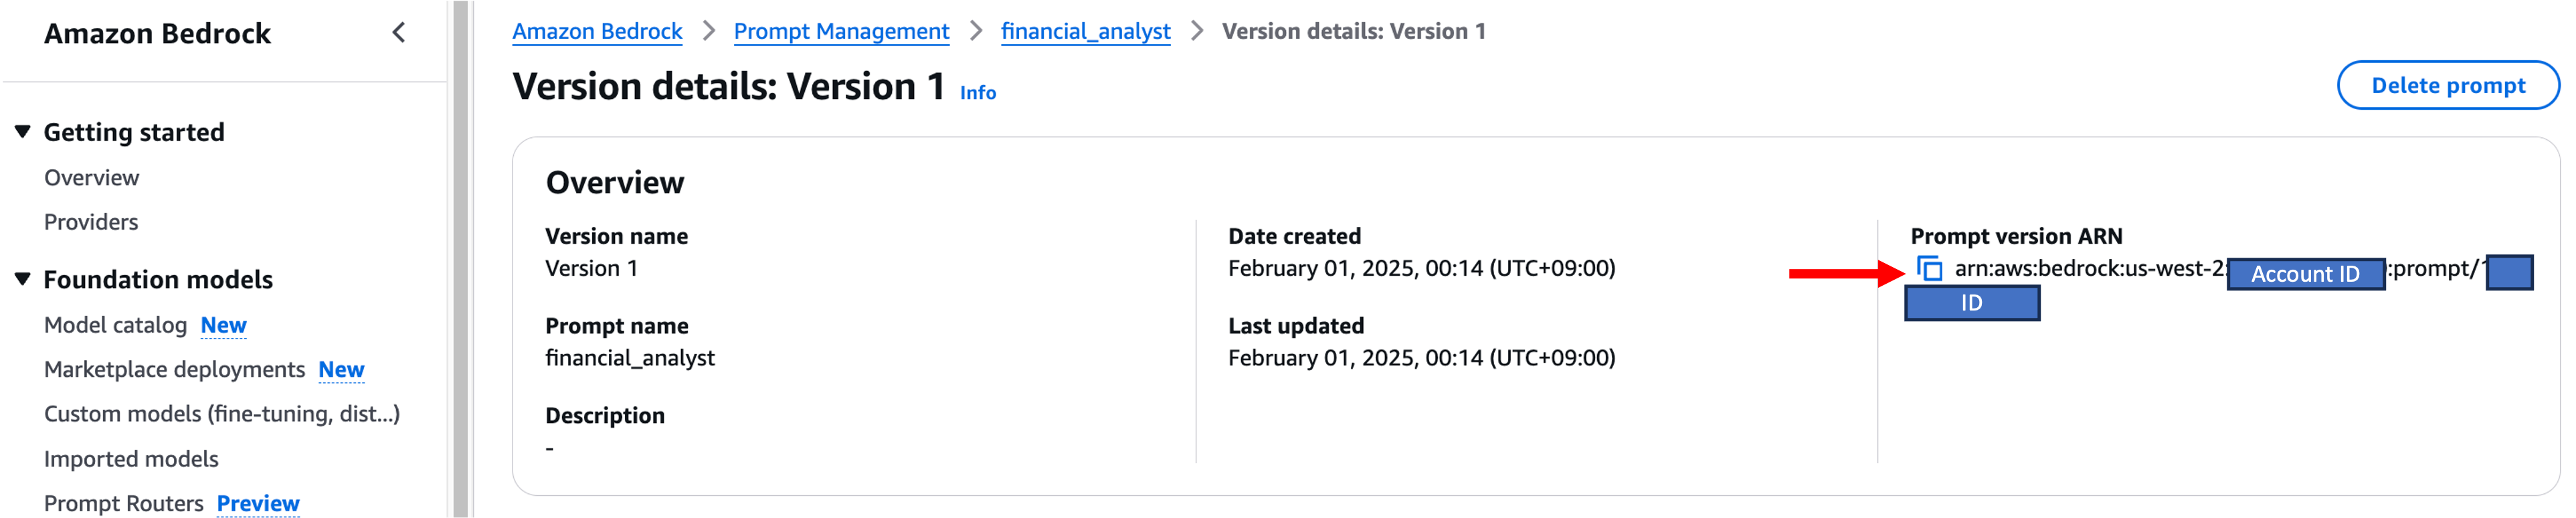 Amazon Bedrock
Getting started
Overview
Providers
Foundation models
Model catalog New
Marketplace deployments New
Custom models (fine-tuning, dist...)
Imported models
Prompt Routers Preview
Amazon Bedrock > Prompt Management > financial_analyst > Version details: Version 1
Version details: Version 1 Info
Delete prompt
Overview
Version name
Version 1
Prompt name
financial_analyst
Description
-
Date created
February 01, 2025, 00:14 (UTC+09:00)
Last updated
February 01, 2025, 00:14 (UTC+09:00)
Prompt version ARN
arn:aws:bedrock:us-west-2: Account ID :prompt/
ID